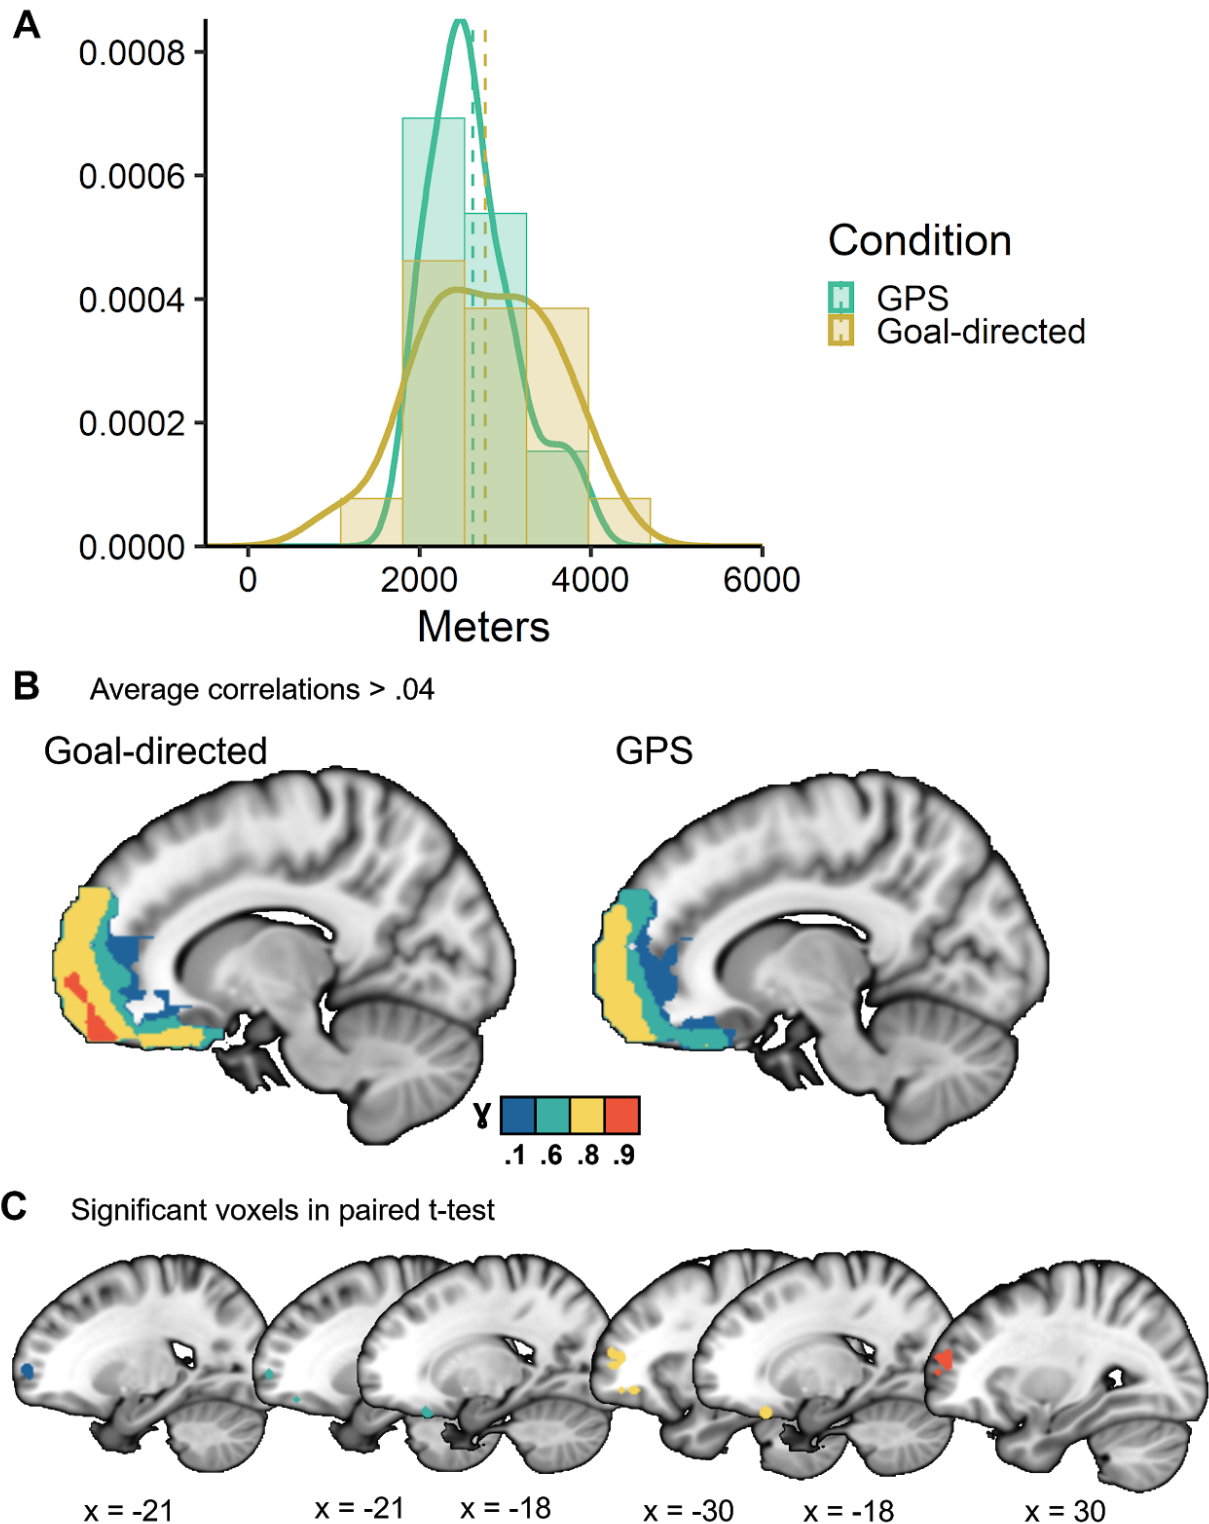 A
0.0008
0.0006
0.0004
0.0002
0.0000
0 2000 4000 6000
Meters
Condition
GPS
Goal-directed
B Average correlations > .04
Goal-directed GPS
ɣ
.1 .6 .8 .9
C Significant voxels in paired t-test
x = -21 x = -21 x = -18 x = -30 x = -18 x = 30